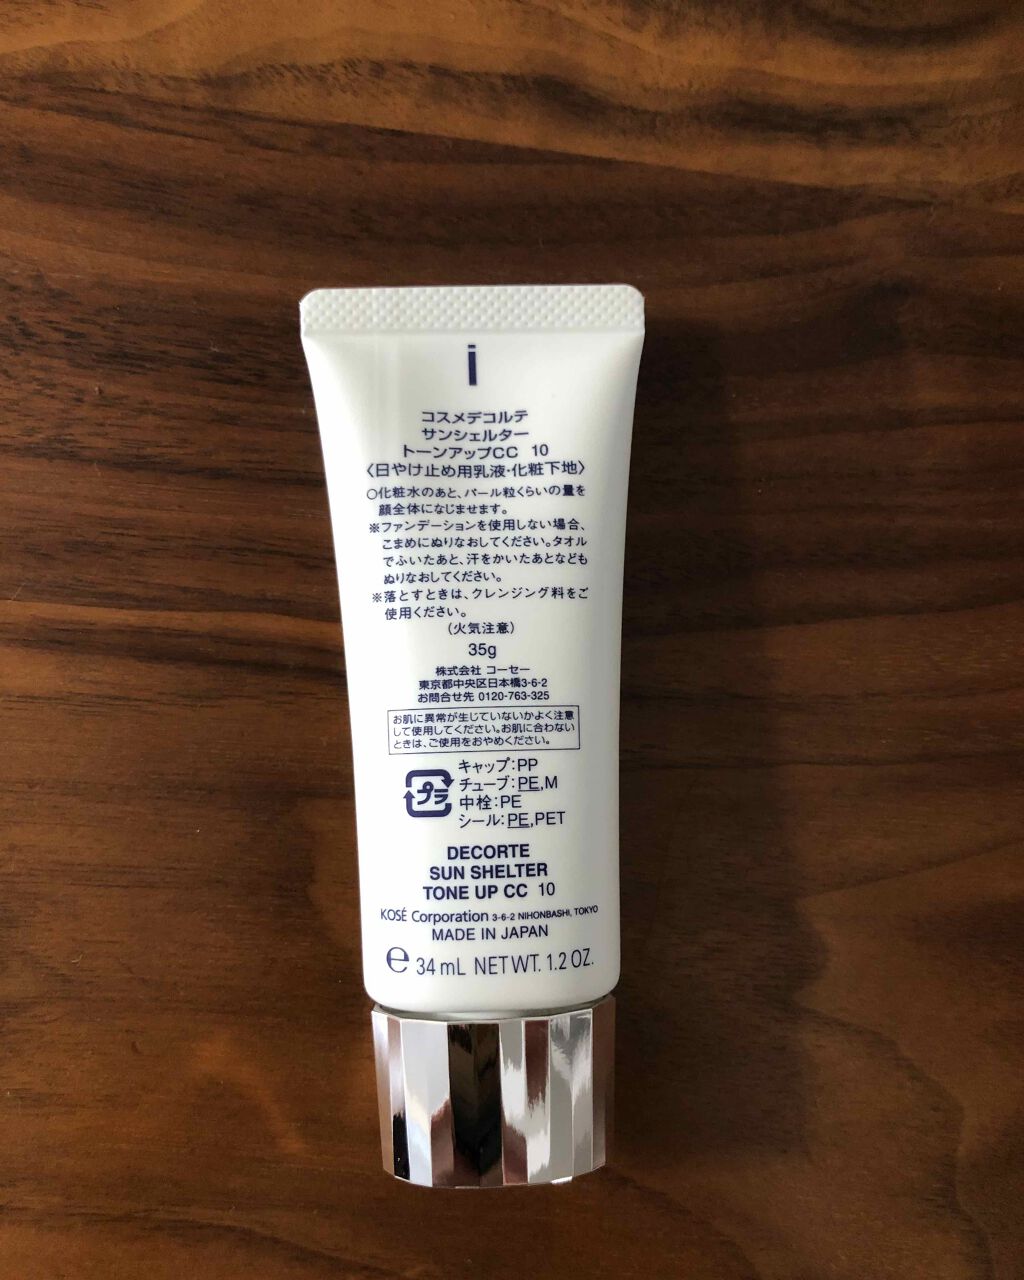 i
コスメデコルテ
サンシェルター
トーンアップCC 10
〈日やけ止め用乳液・化粧下地〉
○化粧水のあと、パール粒くらいの量を
顔全体になじませます。
※ファンデーションを使用しない場合、
こまめにぬりなおしてください。タオル
でふいたあと、汗をかいたあとなども
ぬりなおしてください。
※落とすときは、クレンジング料をご
使用ください。
(火気注意)
35g
株式会社 コーセー
東京都中央区日本橋3-6-2
お問合せ先 0120-763-325
お肌に異常が生じていないかよく注意
して使用してください。お肌に合わない
ときは、ご使用をおやめください。
キャップ:PP
プラ チューブ:PE,M
中栓:PE
シール:PE,PET
DECORTE
SUN SHELTER
TONE UP CC 10
KOSÉ Corporation 3-6-2 NIHONBASHI, TOKYO
MADE IN JAPAN
e 34 mL NET WT. 1.2 OZ.